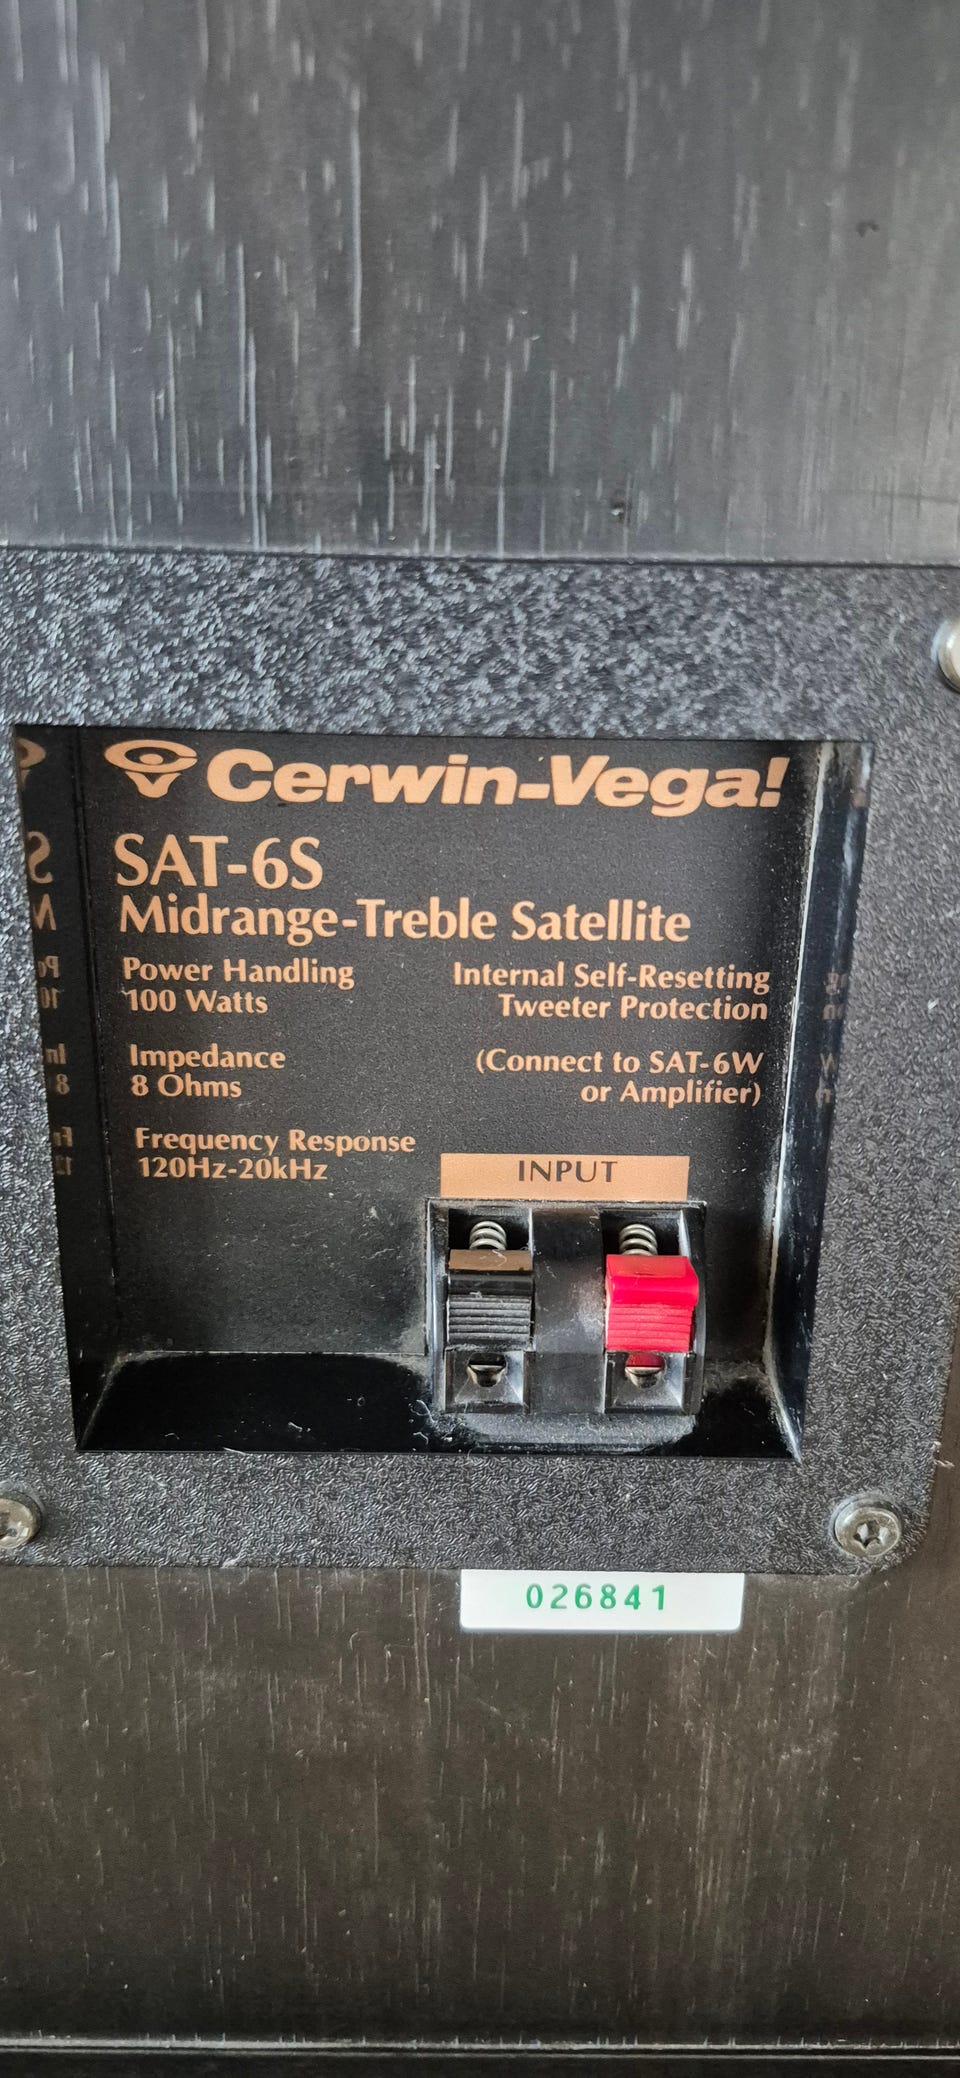 Cerwin-Vega!
SAT-6S
Midrange-Treble Satellite
Power Handling
100 Watts
Internal Self-Resetting
Tweeter Protection
Impedance
8 Ohms
(Connect to SAT-6W
or Amplifier)
Frequency Response
120Hz-20kHz
INPUT
026841